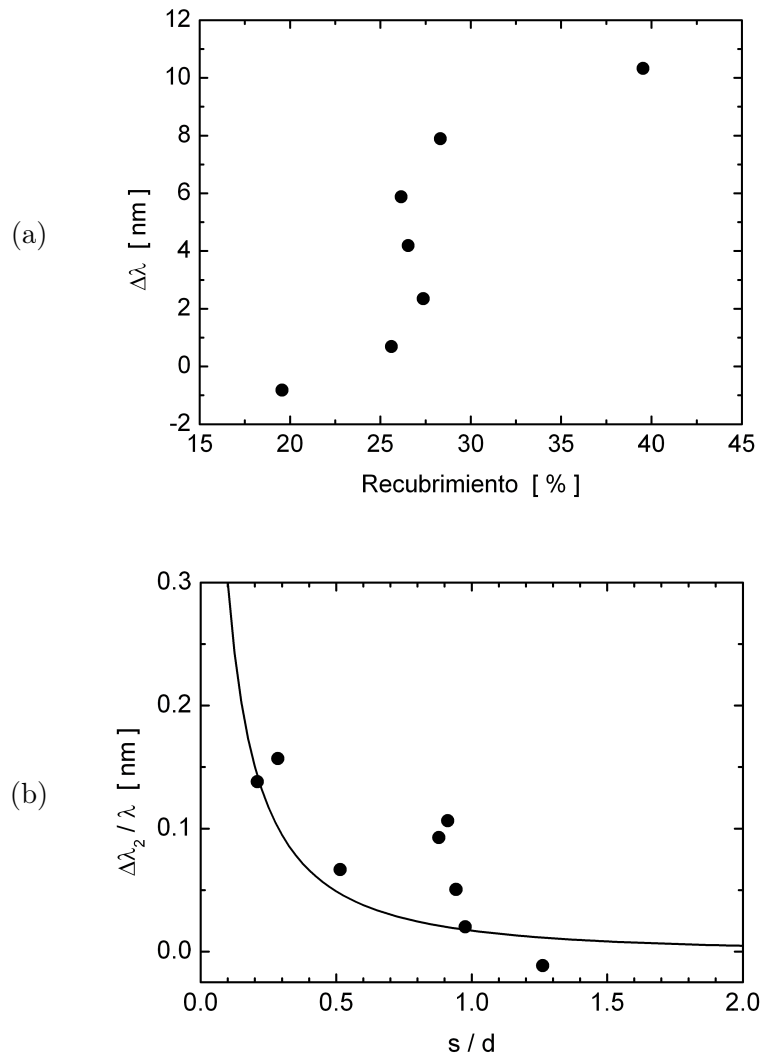 (a)
12
10
8
6
4
2
0
-2
Δλ [ nm ]
15 20 25 30 35 40 45
Recubrimiento [ % ]
(b)
0.3
0.2
0.1
0.0
Δλ₂ / λ [ nm ]
0.0 0.5 1.0 1.5 2.0
s / d